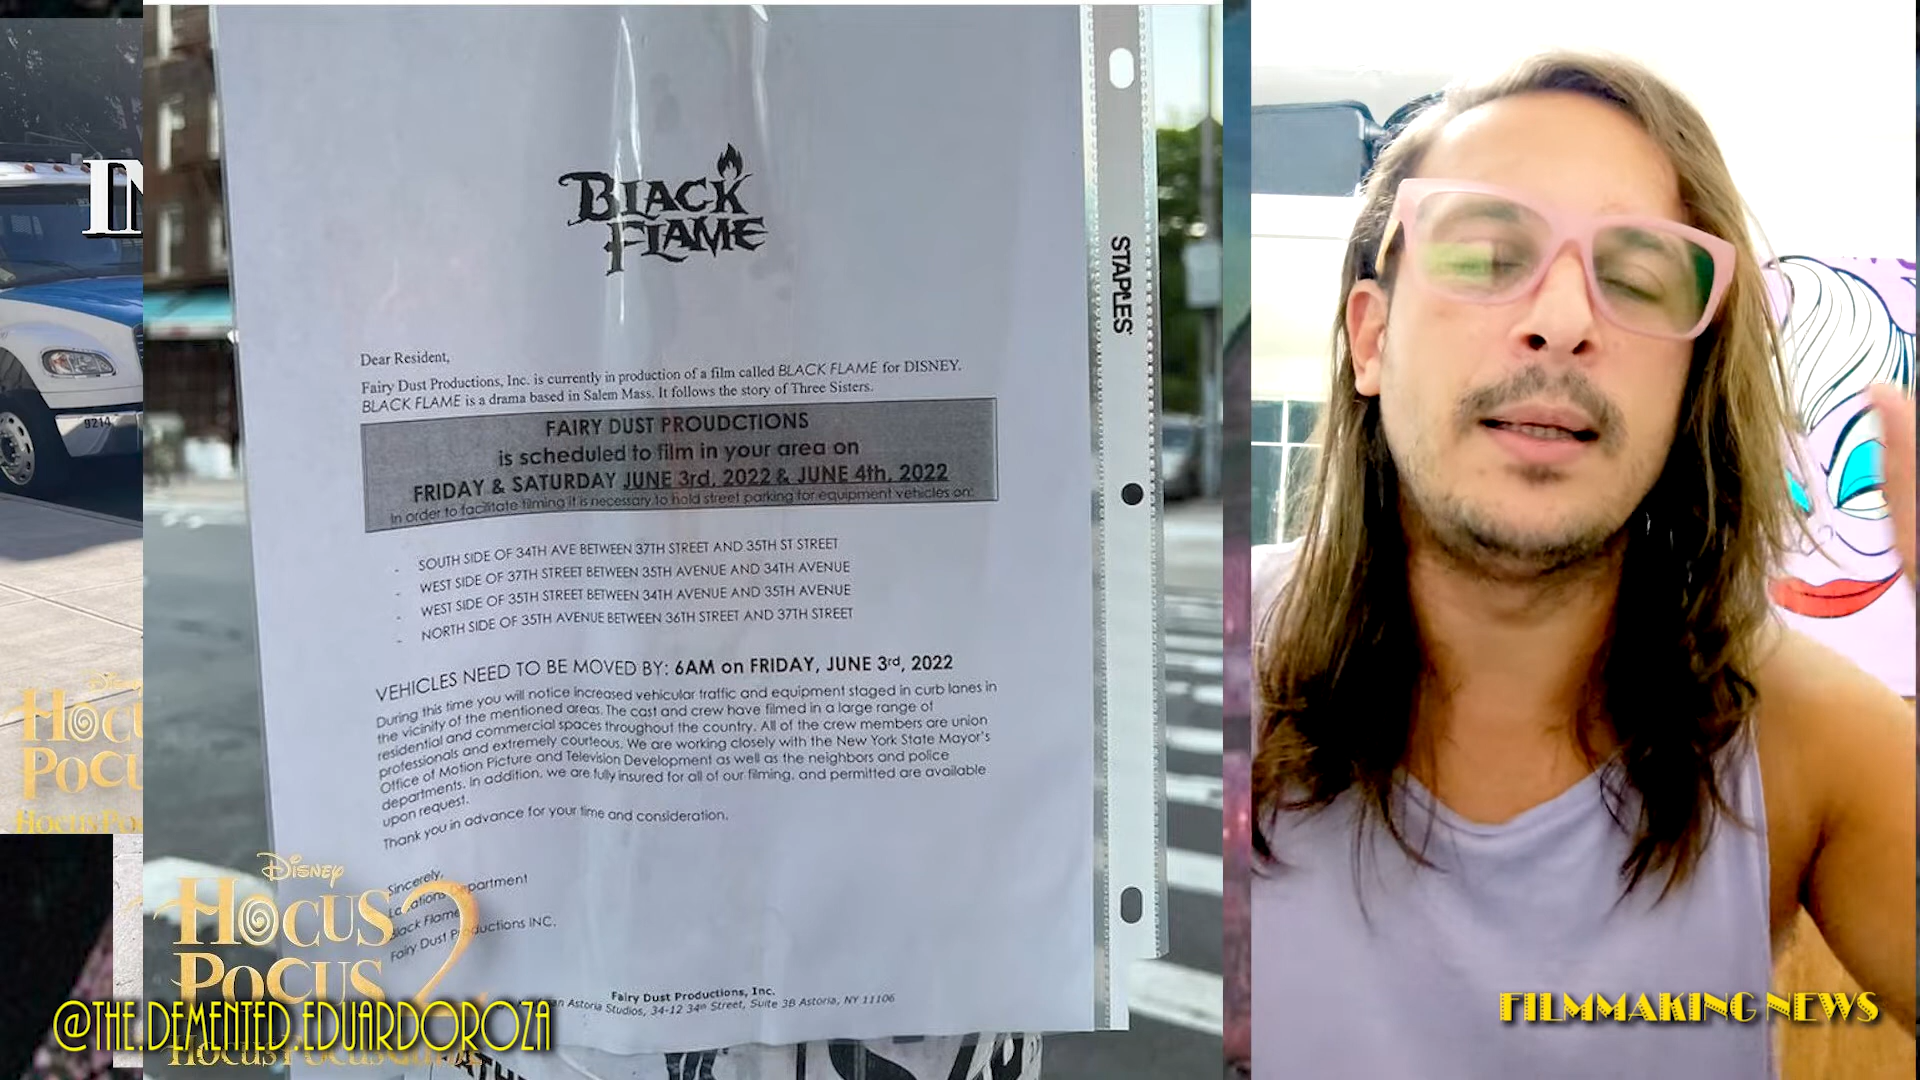 BLACK
FLAME
Dear Resident,
Fairy Dust Productions, Inc. is currently in production of a film called BLACK FLAME for DISNEY.
BLACK FLAME is a drama based in Salem Mass. It follows the story of Three Sisters.
FAIRY DUST PROUDCTIONS
is scheduled to film in your area on
FRIDAY & SATURDAY JUNE 3rd, 2022 & JUNE 4th, 2022
In order to facilitate filming it is necessary to hold street parking for equipment vehicles on:
- SOUTH SIDE OF 34TH AVE BETWEEN 37TH STREET AND 35TH ST STREET
- WEST SIDE OF 37TH STREET BETWEEN 35TH AVENUE AND 34TH AVENUE
- WEST SIDE OF 35TH STREET BETWEEN 34TH AVENUE AND 35TH AVENUE
- NORTH SIDE OF 35TH AVENUE BETWEEN 36TH STREET AND 37TH STREET
VEHICLES NEED TO BE MOVED BY: 6AM on FRIDAY, JUNE 3rd, 2022
During this time you will notice increased vehicular traffic and equipment staged in curb lanes in
the vicinity of the mentioned areas. The cast and crew have filmed in a large range of
residential and commercial spaces throughout the country. All of the crew members are union
professionals and extremely courteous. We are working closely with the New York State Mayor's
Office of Motion Picture and Television Development as well as the neighbors and police
departments. In addition, we are fully insured for all of our filming, and permitted are available
upon request.
Thank you in advance for your time and consideration.
Sincerely,
Locations Department
Black Flame
Fairy Dust Productions INC.
Fairy Dust Productions, Inc.
Astoria Studios, 34-12 34th Street, Suite 3B Astoria, NY 11106
STAPLES
9214
Disney
HOCUS
POCUS 2
@THE.DEMENTED.EDUARDOROZA
FILMMAKING NEWS